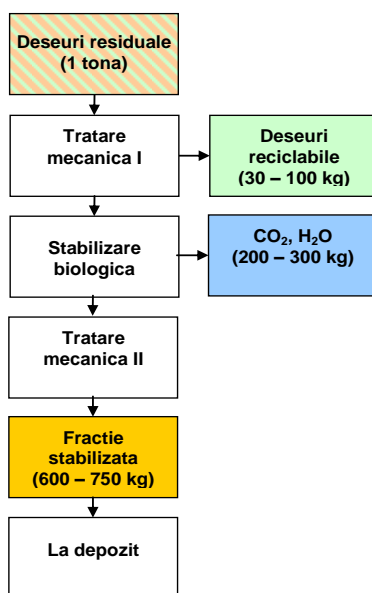 Deseuri residuale
(1 tona)
Tratare
mecanica I
Deseuri
reciclabile
(30 – 100 kg)
Stabilizare
biologica
CO₂, H₂O
(200 – 300 kg)
Tratare
mecanica II
Fractie
stabilizata
(600 – 750 kg)
La depozit